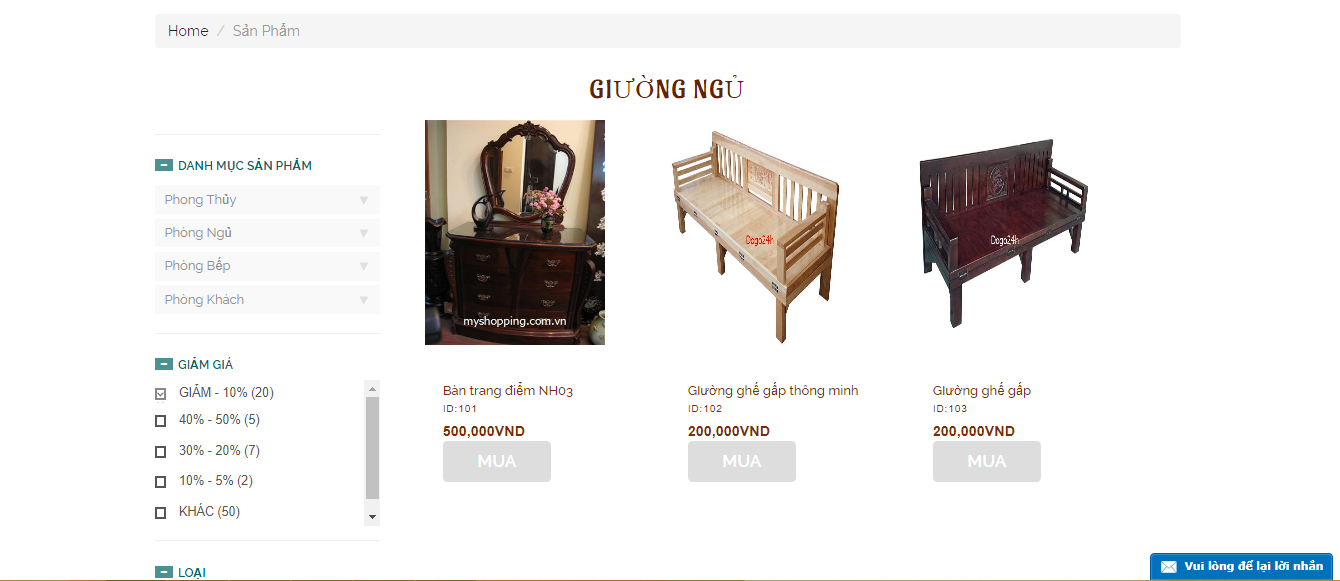 Home / Sản Phẩm
GIƯỜNG NGỦ
DANH MỤC SẢN PHẨM
Phong Thủy
Phòng Ngủ
Phòng Bếp
Phòng Khách
GIẢM GIÁ
GIẢM - 10% (20)
40% - 50% (5)
30% - 20% (7)
10% - 5% (2)
KHÁC (50)
LOẠI
myshopping.com.vn
Dogo24h
Dogo24h
Bàn trang điểm NH03
ID:101
500,000VND
MUA
GIường ghế gấp thông minh
ID:102
200,000VND
MUA
GIường ghế gấp
ID:103
200,000VND
MUA
Vui lòng để lại lời nhắn